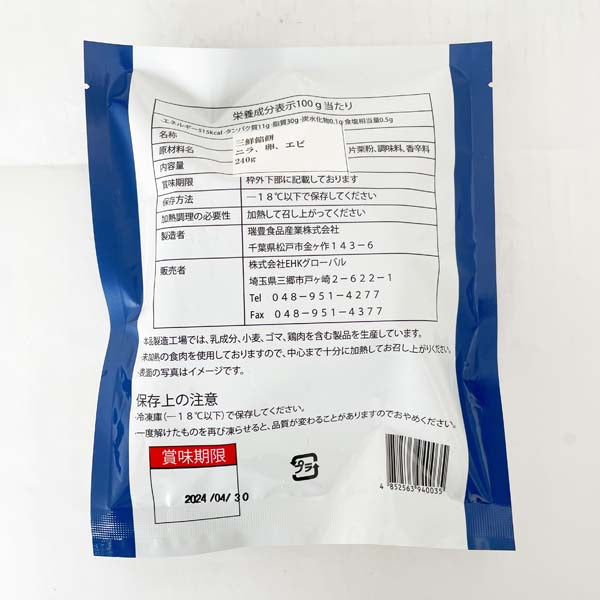 栄養成分表示100g当たり
エネルギー315kcal・タンパク質11g・脂質30g・炭水化物0.1g・食塩相当量0.5g
名称 三鮮餡餅
原材料名 ニラ、卵、エビ 片栗粉、調味料、香辛料
内容量 240g
賞味期限 枠外下部に記載しております
保存方法 −18℃以下で保存してください
加熱調理の必要性 加熱して召し上がってください
製造者 瑞豊食品産業株式会社
千葉県松戸市金ヶ作143−6
販売者 株式会社EHKグローバル
埼玉県三郷市戸ヶ崎2−622−1
Tel 048−951−4277
Fax 048−951−4377
本品製造工場では、乳成分、小麦、ゴマ、鶏肉を含む製品を生産しています。
・未加熱の食肉を使用しておりますので、中心まで十分に加熱してお召し上がりください。
・表面の写真はイメージです。
保存上の注意
・冷凍庫(−18℃以下)で保存してください。
・一度解けたものを再び凍らせると、品質が変わることがありますのでおやめください。
賞味期限
2024/04/30
プラ
4 852563 940035